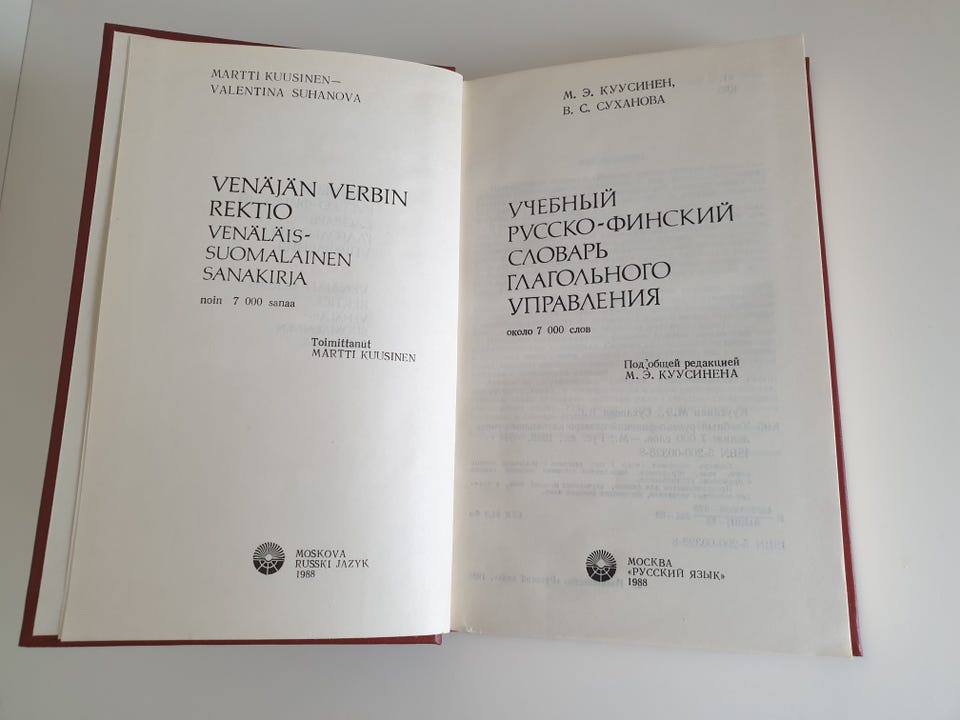 MARTTI KUUSINEN—
VALENTINA SUHANOVA
VENÄJÄN VERBIN
REKTIO
VENÄLÄIS-
SUOMALAINEN
SANAKIRJA
noin 7 000 sanaa
Toimittanut
MARTTI KUUSINEN
MOSKOVA
RUSSKI JAZYK
1988
М. Э. КУУСИНЕН,
В. С. СУХАНОВА
УЧЕБНЫЙ
РУССКО-ФИНСКИЙ
СЛОВАРЬ
ГЛАГОЛЬНОГО
УПРАВЛЕНИЯ
около 7 000 слов
Под общей редакцией
М. Э. КУУСИНЕНА
МОСКВА
«РУССКИЙ ЯЗЫК»
1988